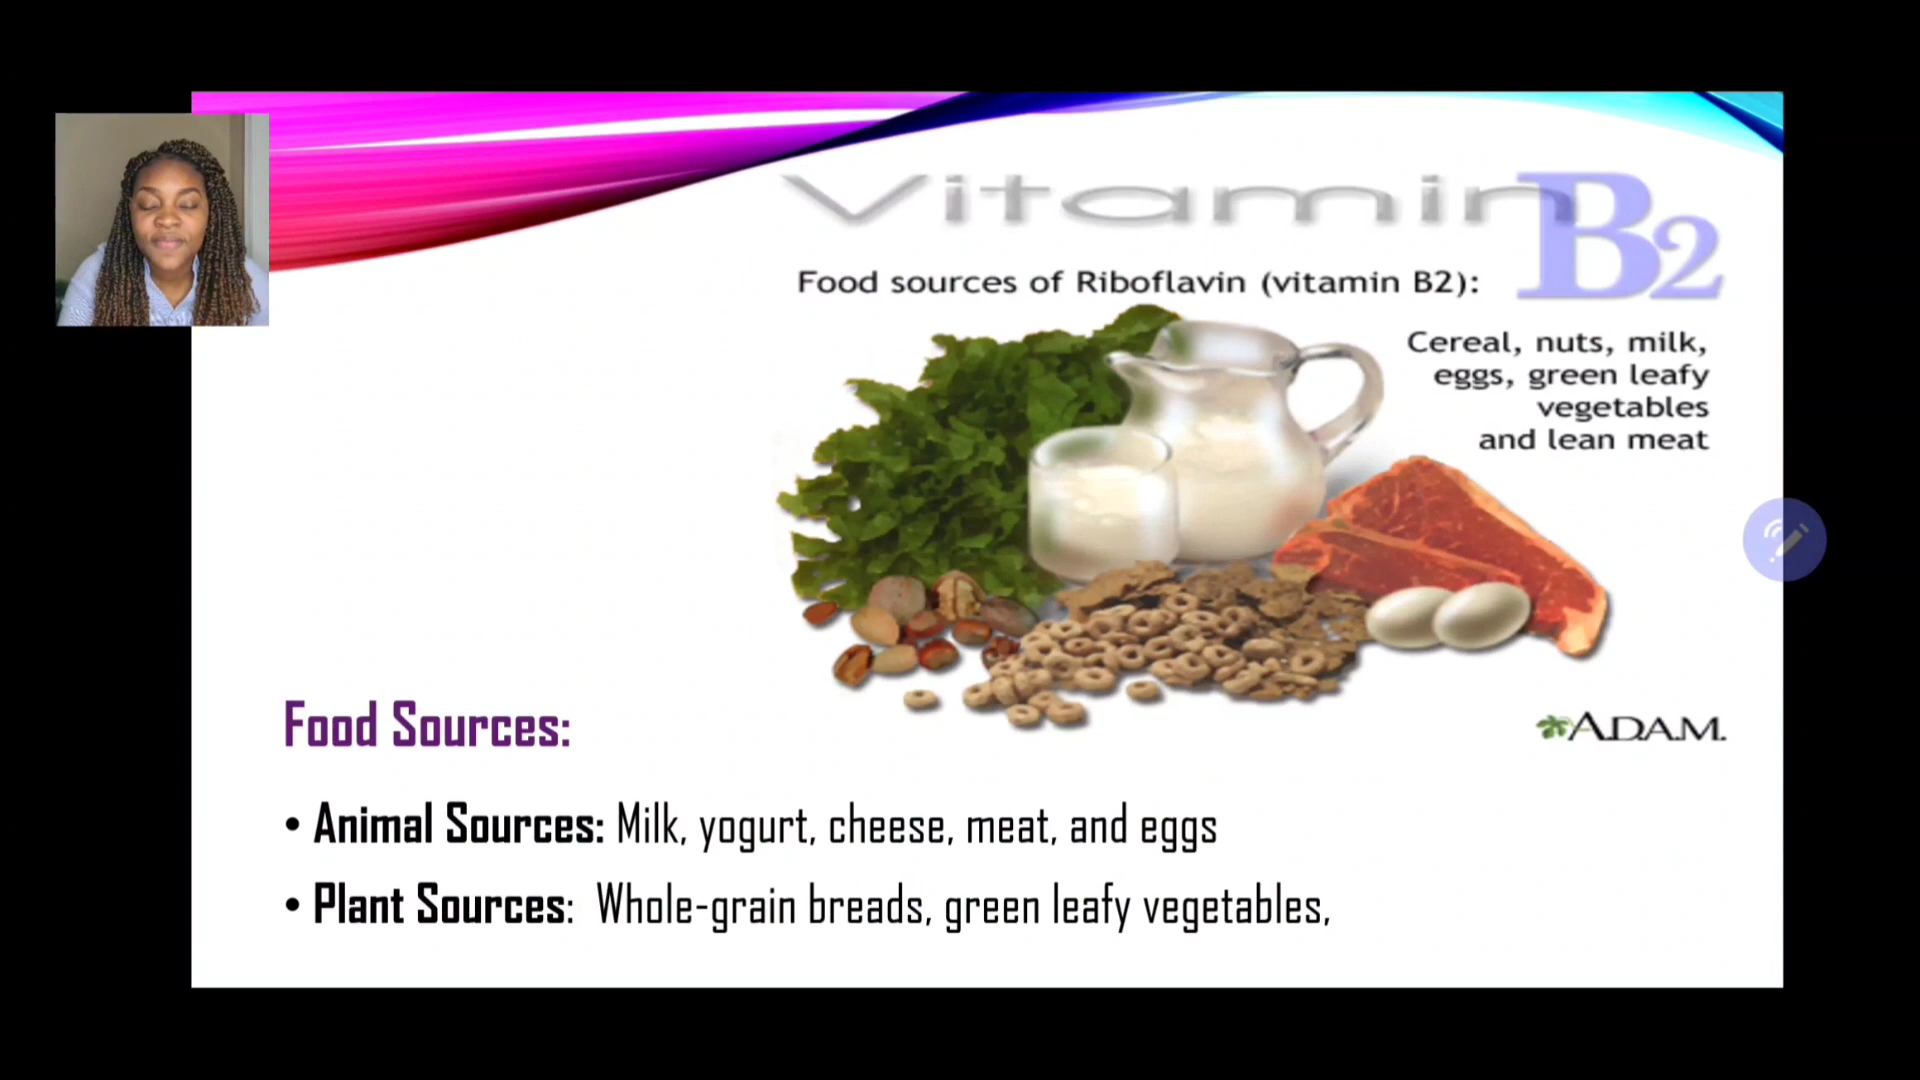 Vitamin B2
Food sources of Riboflavin (vitamin B2):
Cereal, nuts, milk,
eggs, green leafy
vegetables
and lean meat
A.D.A.M.
Food Sources:
• Animal Sources: Milk, yogurt, cheese, meat, and eggs
• Plant Sources:  Whole-grain breads, green leafy vegetables,